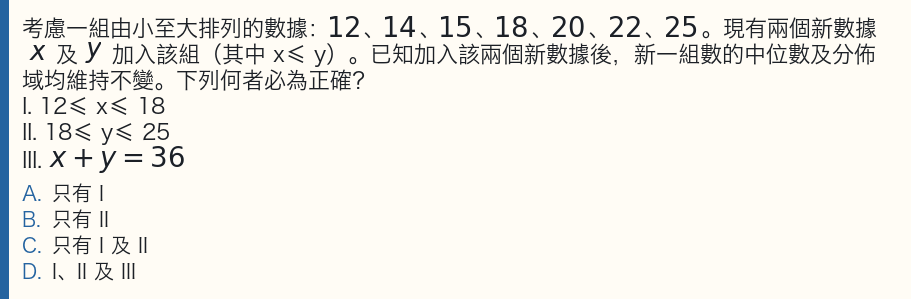 考慮一組由小至大排列的數據：12、14、15、18、20、22、25。現有兩個新數據
x 及 y 加入該組（其中 x⩽ y）。已知加入該兩個新數據後，新一組數的中位數及分佈
域均維持不變。下列何者必為正確？
I. 12⩽ x⩽ 18
II. 18⩽ y⩽ 25
III. x + y = 36
A. 只有 I
B. 只有 II
C. 只有 I 及 II
D. I、II 及 III